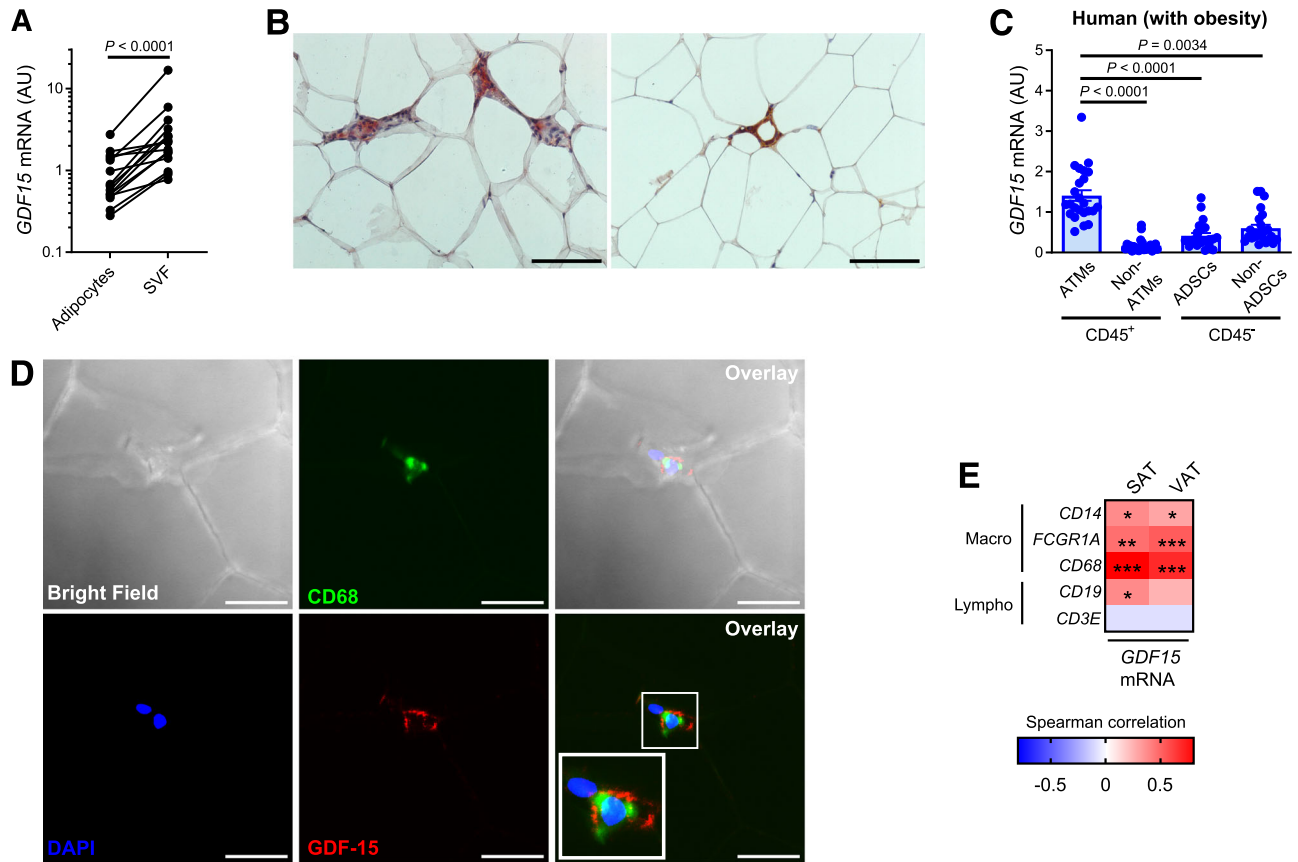 A
P < 0.0001
GDF15 mRNA (AU)
10
1
0.1
Adipocytes
SVF
B
C
Human (with obesity)
P = 0.0034
P < 0.0001
P < 0.0001
GDF15 mRNA (AU)
5
4
3
2
1
0
ATMs
Non-
ATMs
ADSCs
Non-
ADSCs
CD45⁺
CD45⁻
D
Bright Field
CD68
Overlay
DAPI
GDF-15
Overlay
E
SAT
VAT
Macro
CD14 * *
FCGR1A ** ***
CD68 *** ***
Lympho
CD19 *
CD3E
GDF15
mRNA
Spearman correlation
-0.5 0 0.5